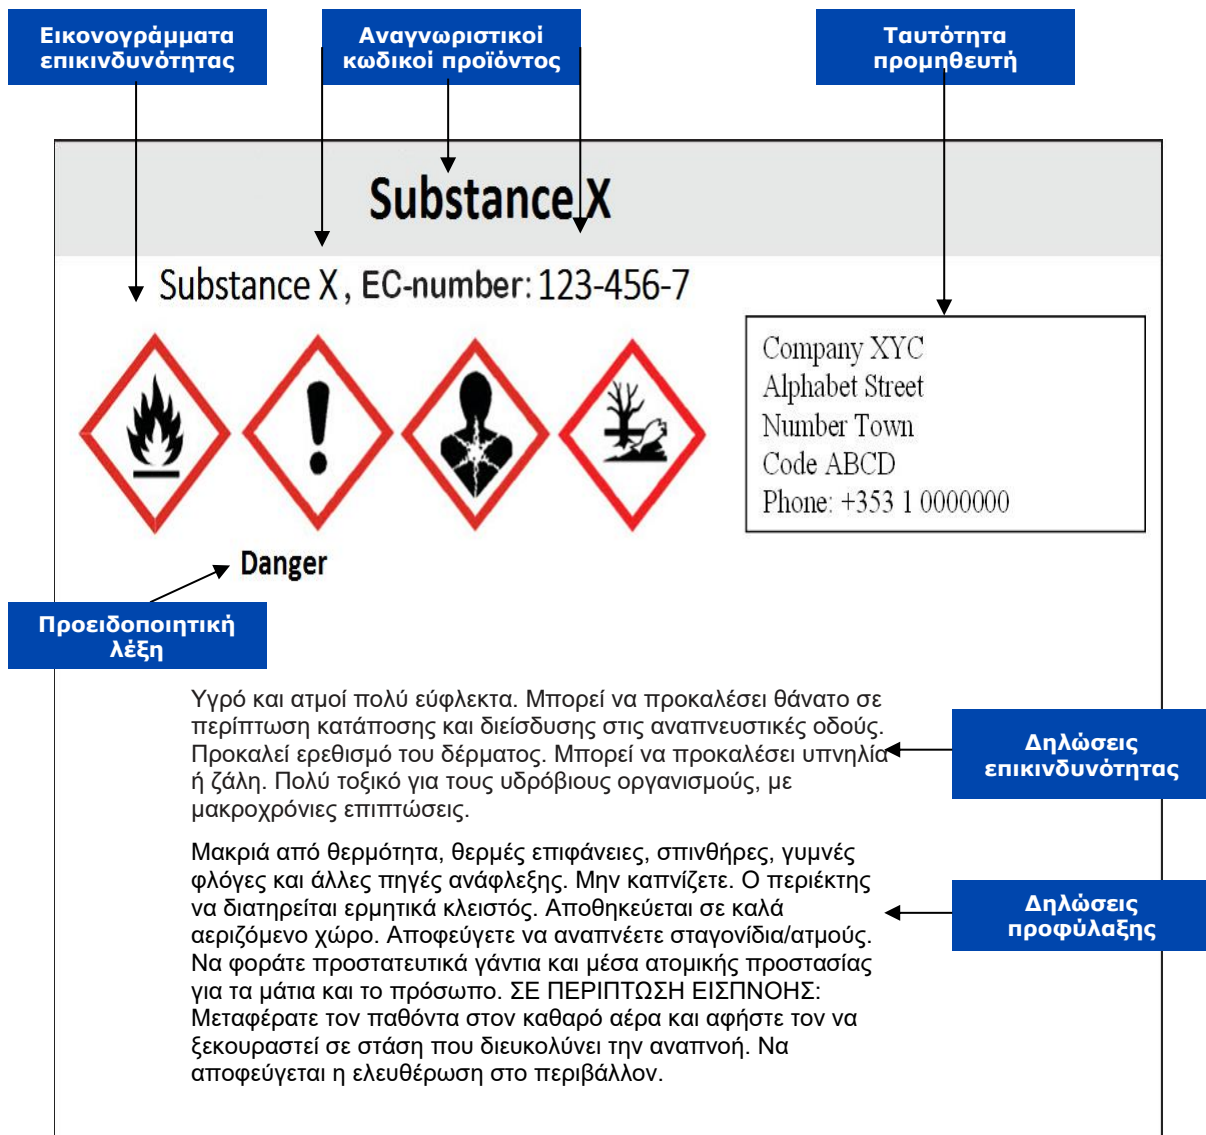 Εικονογράμματα
επικινδυνότητας
Αναγνωριστικοί
κωδικοί προϊόντος
Ταυτότητα
προμηθευτή
Substance X
Substance X, EC-number: 123-456-7
Company XYC
Alphabet Street
Number Town
Code ABCD
Phone: +353 1 0000000
Danger
Προειδοποιητική
λέξη
Υγρό και ατμοί πολύ εύφλεκτα. Μπορεί να προκαλέσει θάνατο σε
περίπτωση κατάποσης και διείσδυσης στις αναπνευστικές οδούς.
Προκαλεί ερεθισμό του δέρματος. Μπορεί να προκαλέσει υπνηλία
ή ζάλη. Πολύ τοξικό για τους υδρόβιους οργανισμούς, με
μακροχρόνιες επιπτώσεις.
Δηλώσεις
επικινδυνότητας
Μακριά από θερμότητα, θερμές επιφάνειες, σπινθήρες, γυμνές
φλόγες και άλλες πηγές ανάφλεξης. Μην καπνίζετε. Ο περιέκτης
να διατηρείται ερμητικά κλειστός. Αποθηκεύεται σε καλά
αεριζόμενο χώρο. Αποφεύγετε να αναπνέετε σταγονίδια/ατμούς.
Να φοράτε προστατευτικά γάντια και μέσα ατομικής προστασίας
για τα μάτια και το πρόσωπο. ΣΕ ΠΕΡΙΠΤΩΣΗ ΕΙΣΠΝΟΗΣ:
Μεταφέρατε τον παθόντα στον καθαρό αέρα και αφήστε τον να
ξεκουραστεί σε στάση που διευκολύνει την αναπνοή. Να
αποφεύγεται η ελευθέρωση στο περιβάλλον.
Δηλώσεις
προφύλαξης